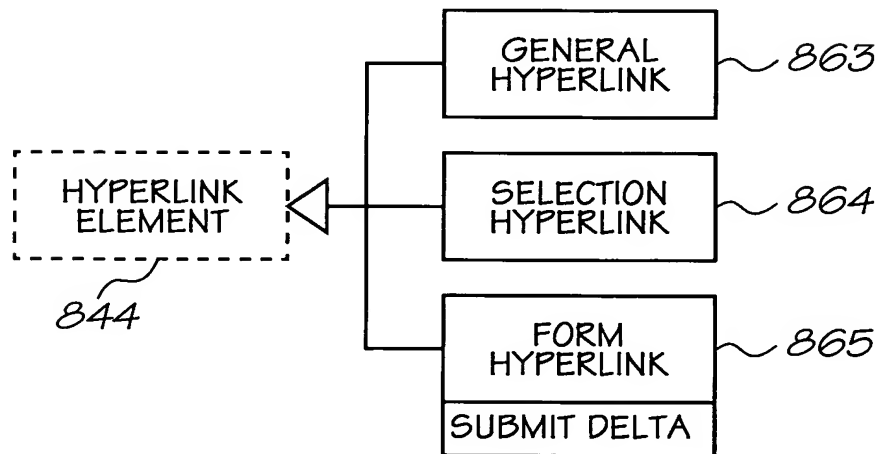 GENERAL
HYPERLINK
863
HYPERLINK
ELEMENT
844
SELECTION
HYPERLINK
864
FORM
HYPERLINK
865
SUBMIT DELTA